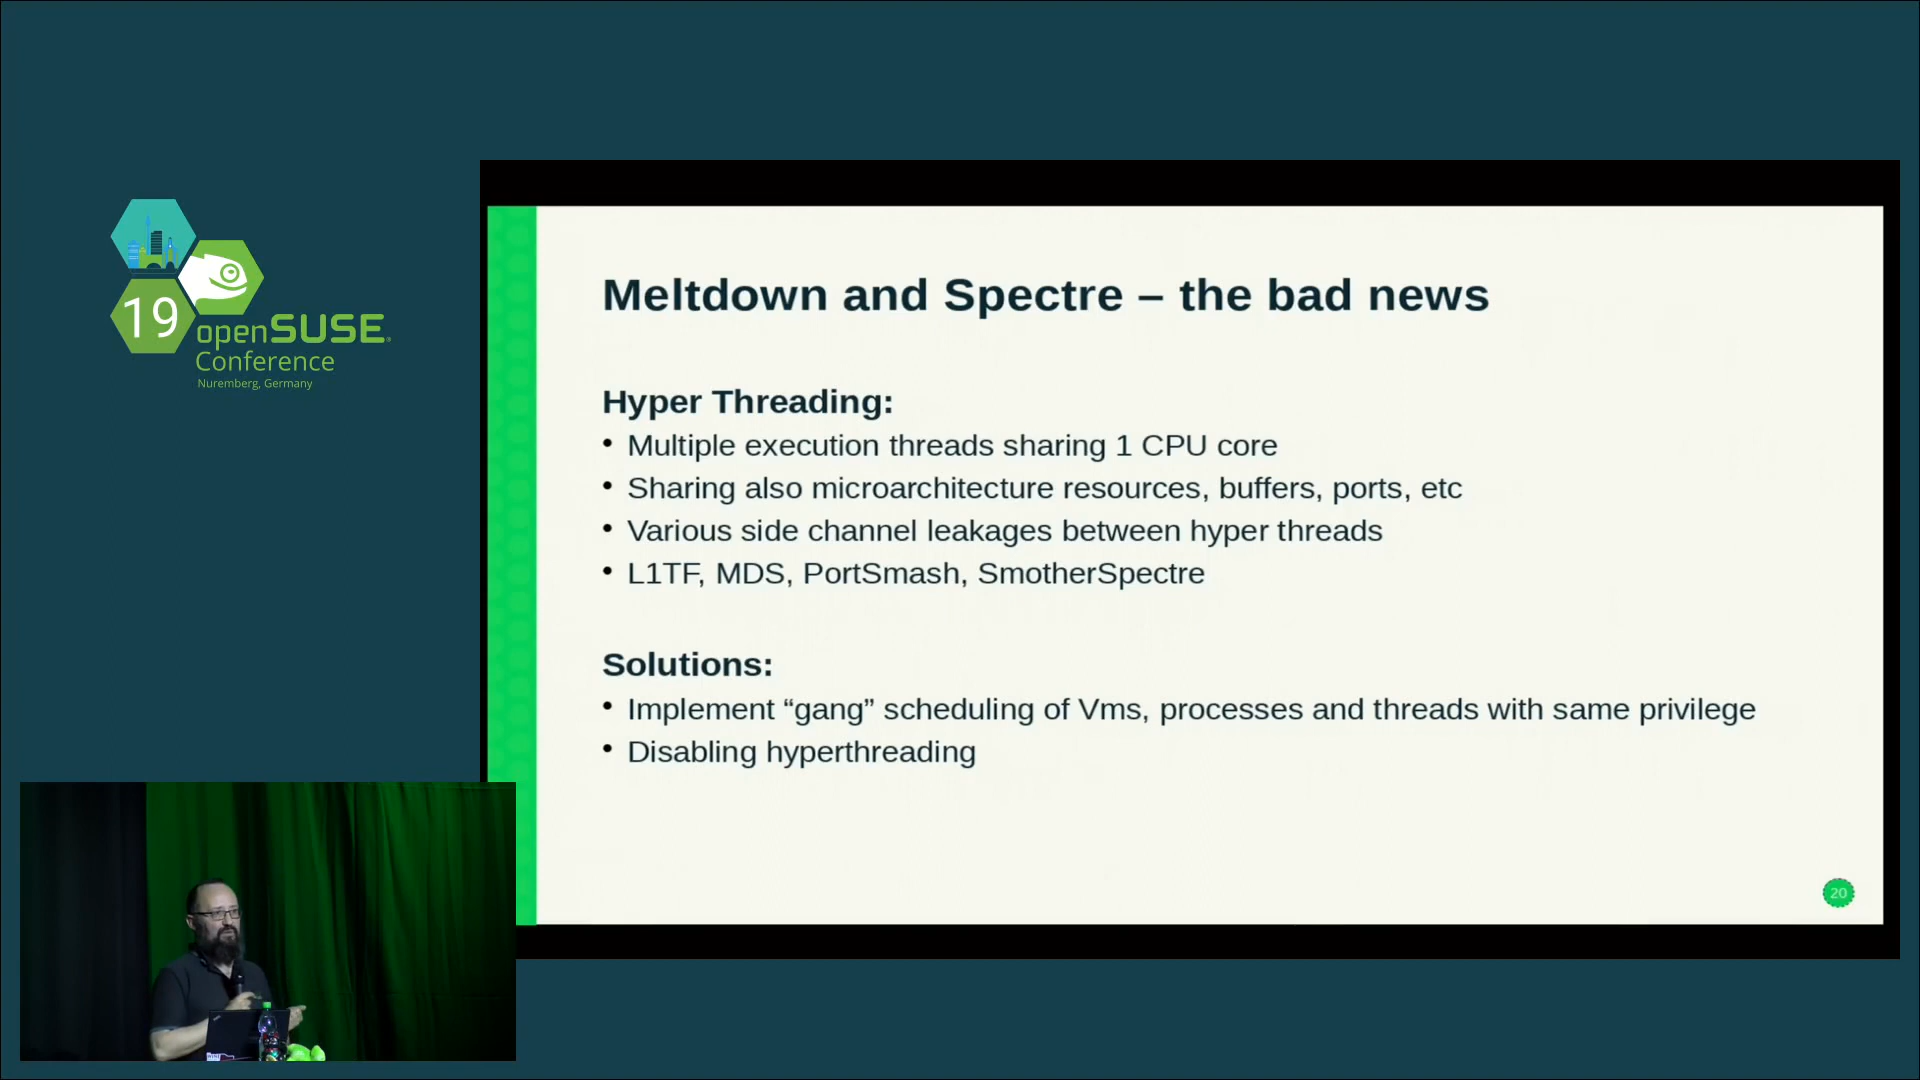 19
openSUSE
Conference
Nuremberg, Germany
Meltdown and Spectre – the bad news
Hyper Threading:
• Multiple execution threads sharing 1 CPU core
• Sharing also microarchitecture resources, buffers, ports, etc
• Various side channel leakages between hyper threads
• L1TF, MDS, PortSmash, SmotherSpectre
Solutions:
• Implement “gang” scheduling of Vms, processes and threads with same privilege
• Disabling hyperthreading
20